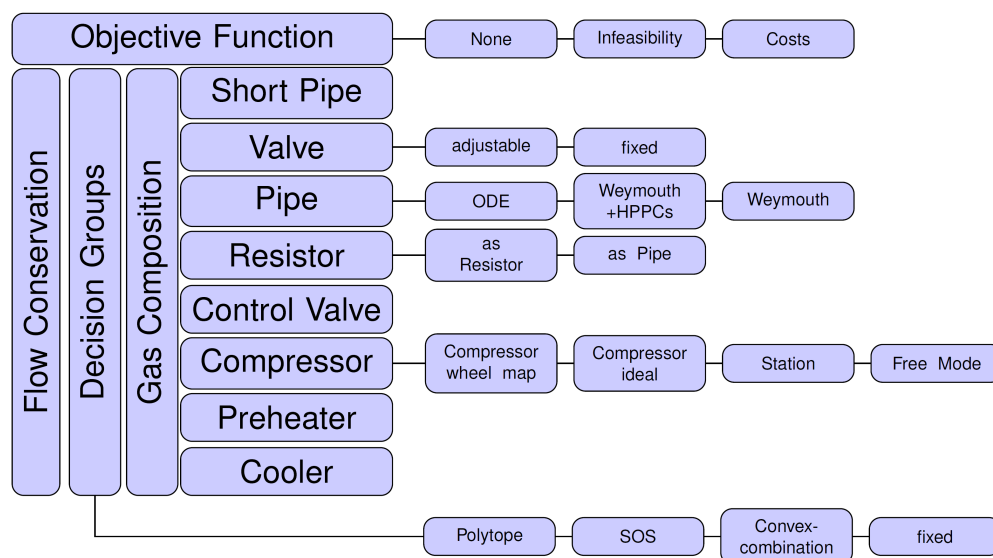 Objective Function
None
Infeasibility
Costs
Flow Conservation
Decision Groups
Gas Composition
Short Pipe
Valve
adjustable
fixed
Pipe
ODE
Weymouth
+HPPCs
Weymouth
Resistor
as
Resistor
as Pipe
Control Valve
Compressor
Compressor
wheel map
Compressor
ideal
Station
Free Mode
Preheater
Cooler
Polytope
SOS
Convex-
combination
fixed